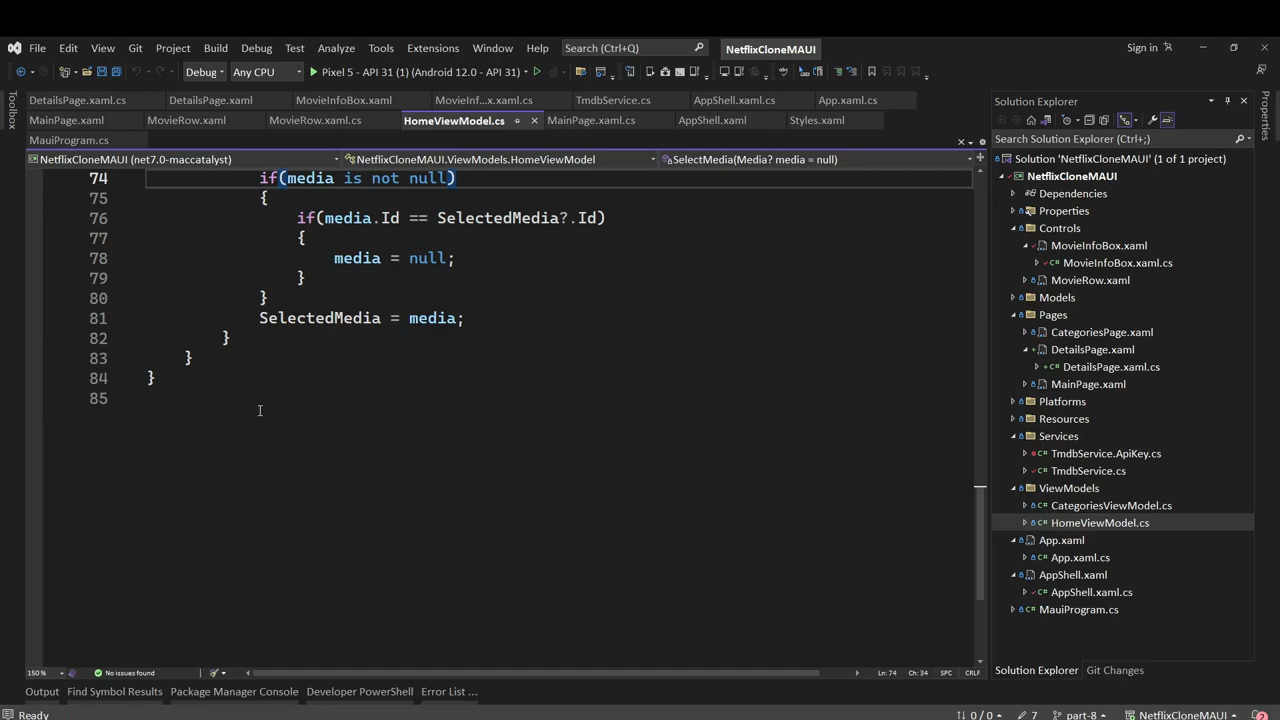 File Edit View Git Project Build Debug Test Analyze Tools Extensions Window Help Search (Ctrl+Q) NetflixCloneMAUI Sign in
Debug Any CPU Pixel 5 - API 31 (1) (Android 12.0 - API 31)
Toolbox
DetailsPage.xaml.cs DetailsPage.xaml MovieInfoBox.xaml MovieInf...x.xaml.cs TmdbService.cs AppShell.xaml.cs App.xaml.cs
MainPage.xaml MovieRow.xaml MovieRow.xaml.cs HomeViewModel.cs MainPage.xaml.cs AppShell.xaml Styles.xaml
MauiProgram.cs
NetflixCloneMAUI (net7.0-maccatalyst) NetflixCloneMAUI.ViewModels.HomeViewModel SelectMedia(Media? media = null)
74 if(media is not null)
75 {
76 if(media.Id == SelectedMedia?.Id)
77 {
78 media = null;
79 }
80 }
81 SelectedMedia = media;
82 }
83 }
84 }
85
150 % No issues found Ln: 74 Ch: 34 SPC CRLF
Output Find Symbol Results Package Manager Console Developer PowerShell Error List ...
Solution Explorer
Search Solution Explorer (Ctrl+;)
Solution 'NetflixCloneMAUI' (1 of 1 project)
NetflixCloneMAUI
Dependencies
Properties
Controls
MovieInfoBox.xaml
MovieInfoBox.xaml.cs
MovieRow.xaml
Models
Pages
CategoriesPage.xaml
DetailsPage.xaml
DetailsPage.xaml.cs
MainPage.xaml
Platforms
Resources
Services
TmdbService.ApiKey.cs
TmdbService.cs
ViewModels
CategoriesViewModel.cs
HomeViewModel.cs
App.xaml
App.xaml.cs
AppShell.xaml
AppShell.xaml.cs
MauiProgram.cs
Solution Explorer Git Changes
Properties
Ready 0 / 0 7 part-8 NetflixCloneMAUI 2